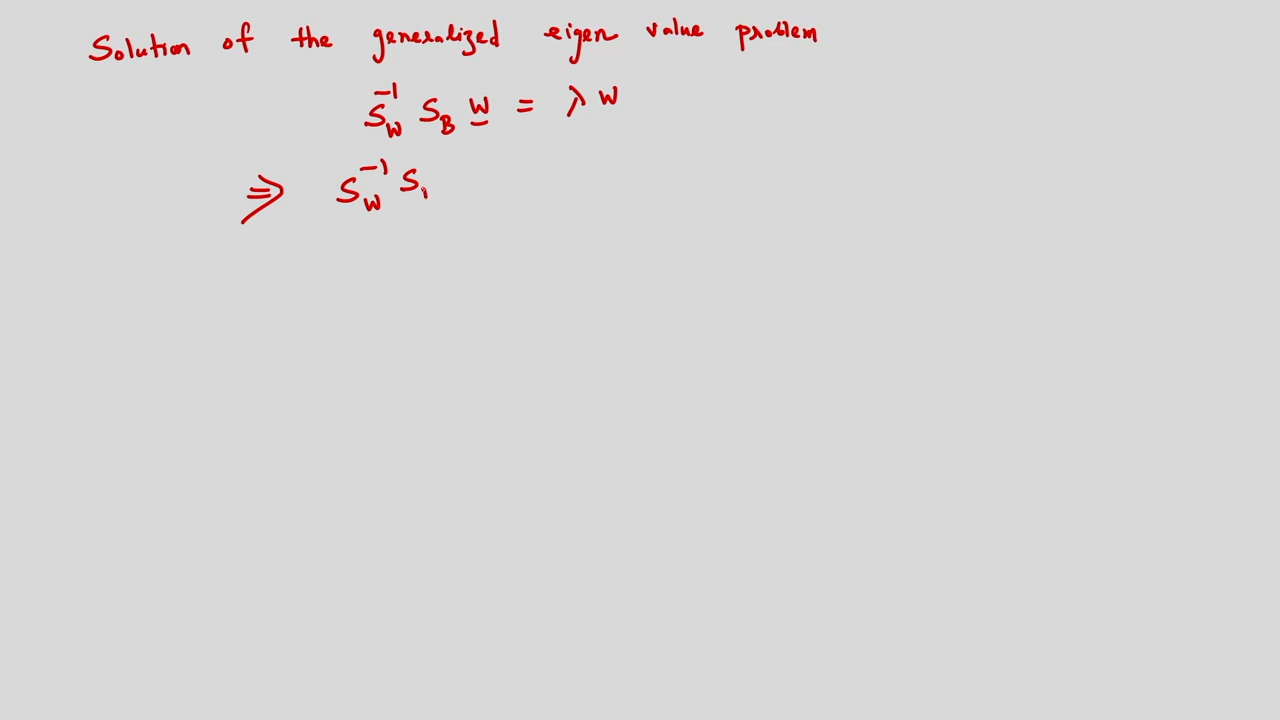 Solution of the generalized eigen value problem
S_W^{-1} S_B w = λ w
⇒ S_W^{-1} S